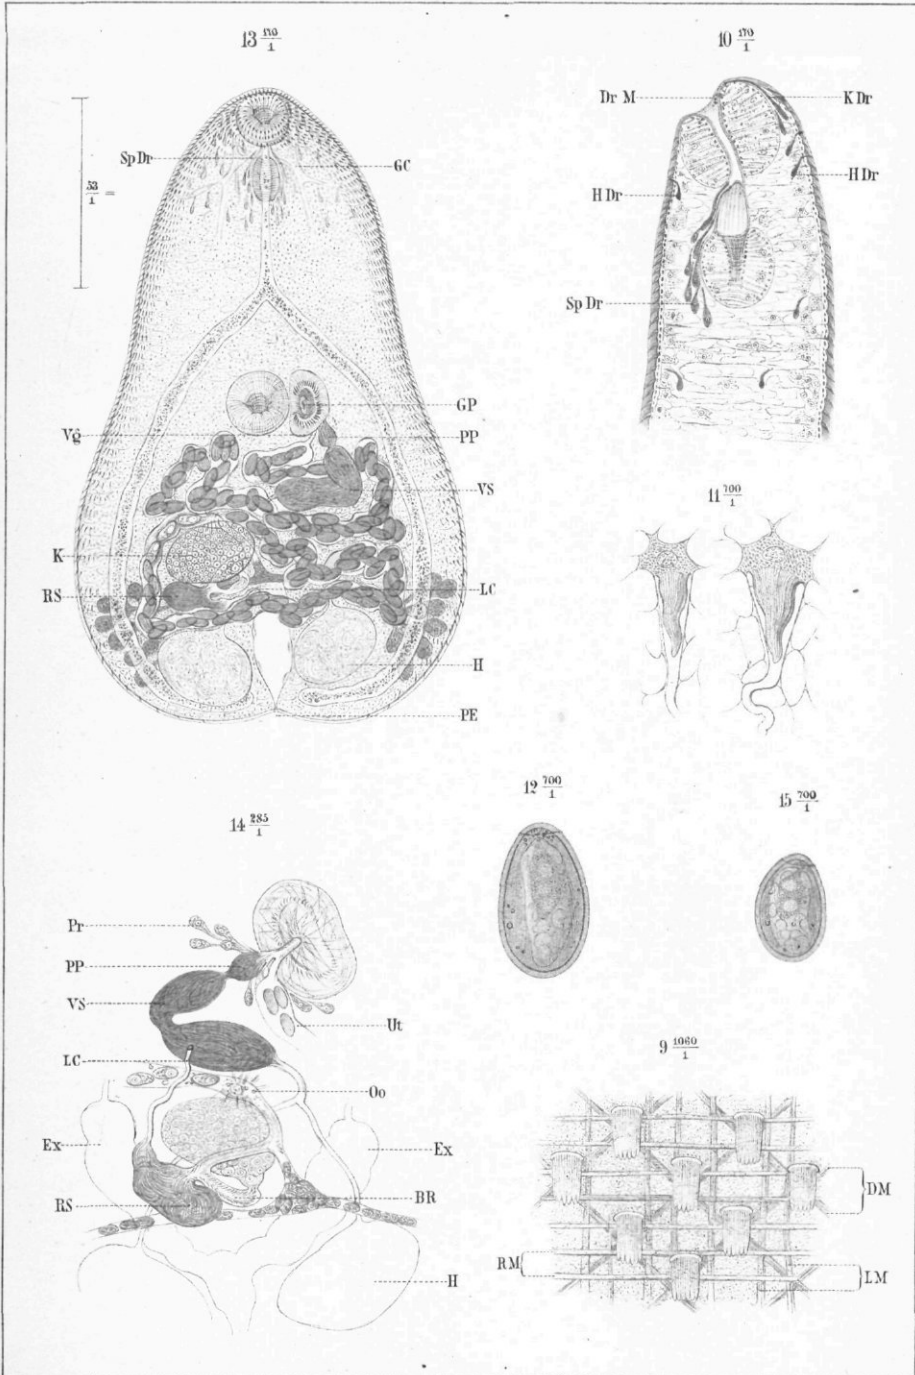 13 170/1
10 170/1
Dr M
K Dr
Sp Dr
GC
H Dr
53/1 =
H Dr
Sp Dr
GP
Vg
PP
VS
11 700/1
K
RS
LC
H
PE
12 700/1
15 700/1
14 285/1
Pr
PP
VS
Ut
LC
Oo
9 1060/1
Ex
Ex
DM
RS
BR
RM
LM
H